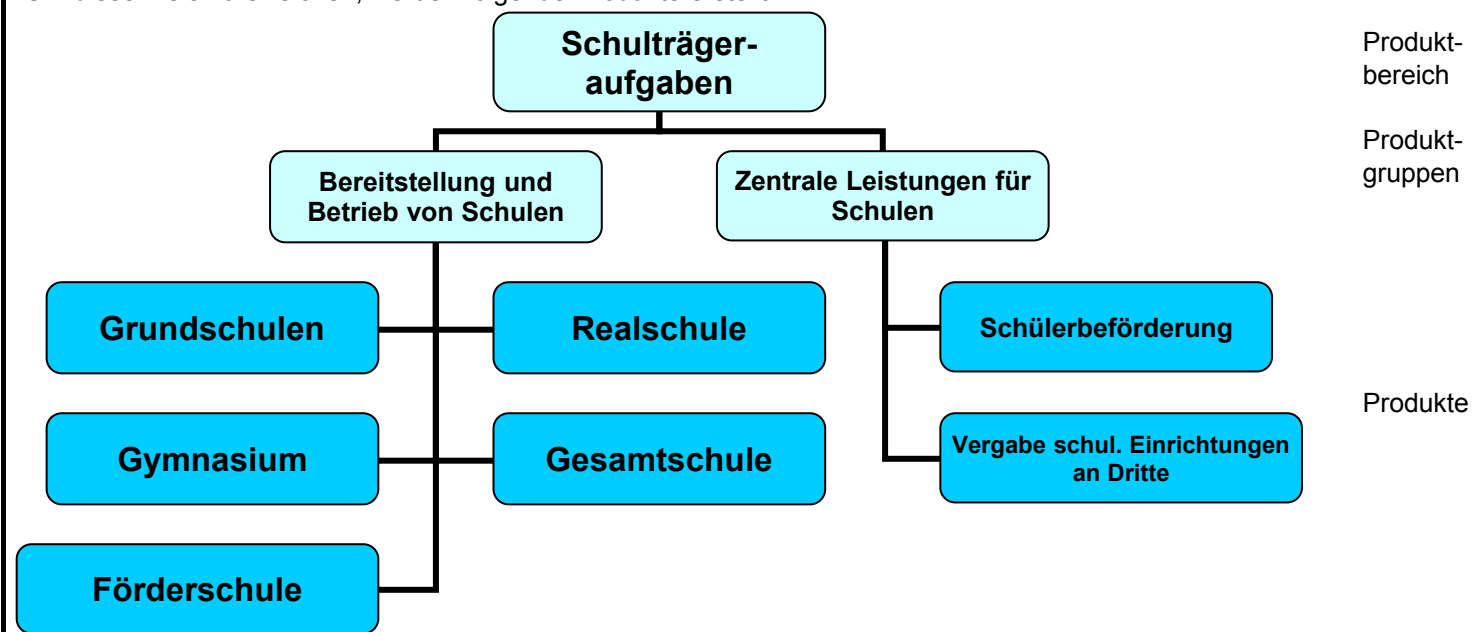 Schulträger-
aufgaben
Produkt-
bereich
Produkt-
gruppen
Bereitstellung und
Betrieb von Schulen
Zentrale Leistungen für
Schulen
Grundschulen
Realschule
Schülerbeförderung
Produkte
Gymnasium
Gesamtschule
Vergabe schul. Einrichtungen
an Dritte
Förderschule